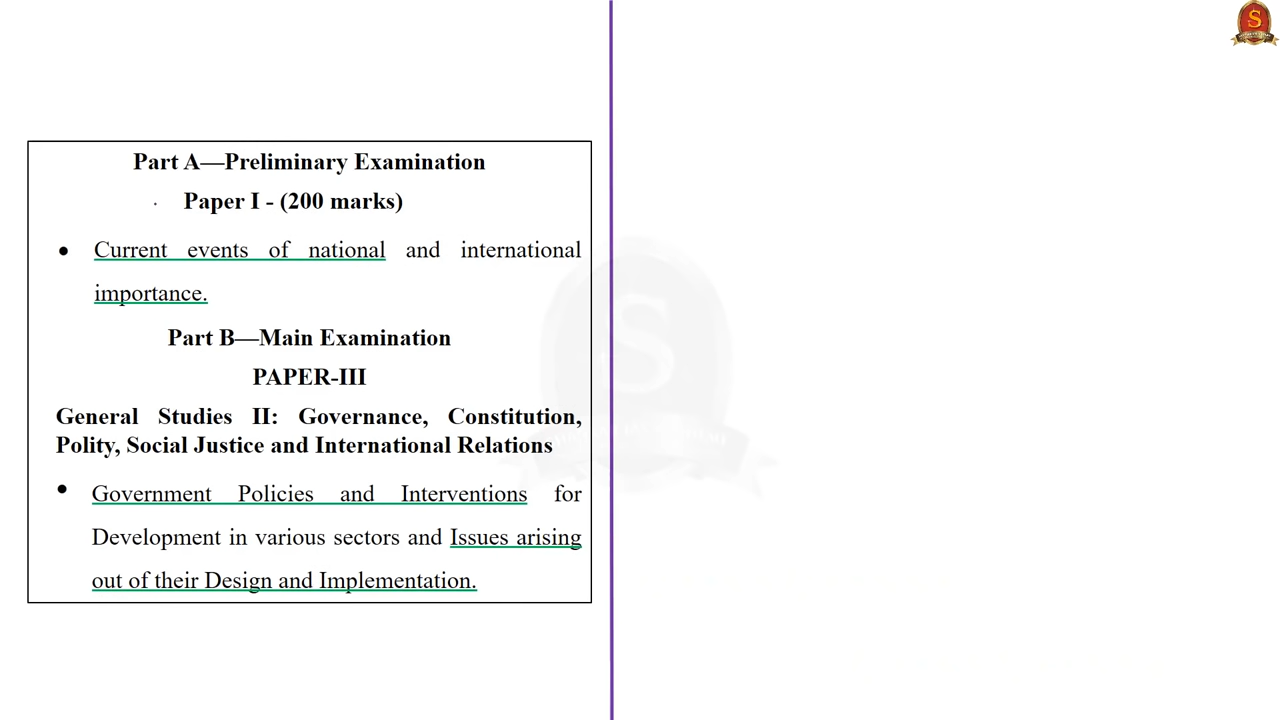 Part A—Preliminary Examination
Paper I - (200 marks)
● Current events of national and international
importance.
Part B—Main Examination
PAPER-III
General Studies II: Governance, Constitution,
Polity, Social Justice and International Relations
● Government Policies and Interventions for
Development in various sectors and Issues arising
out of their Design and Implementation.
S
S